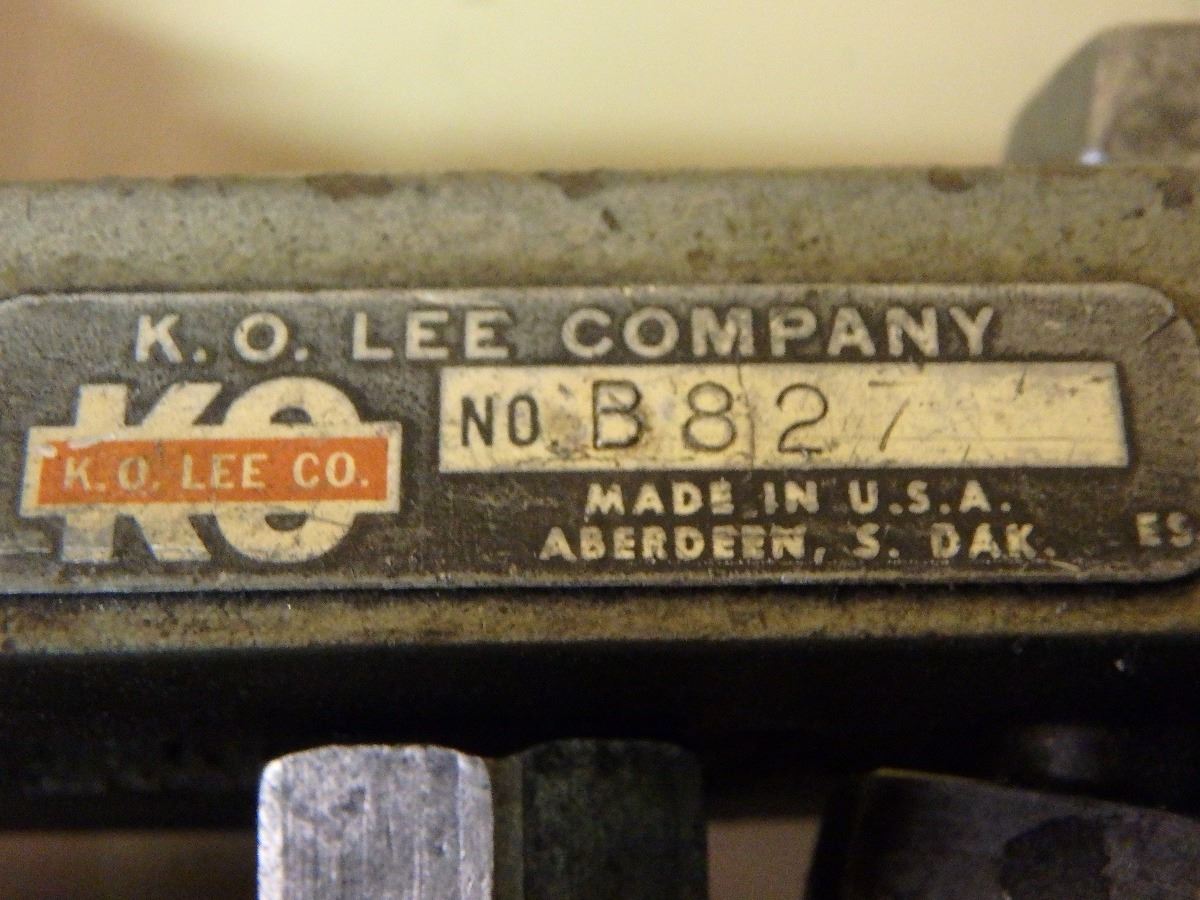 K. O. LEE COMPANY
K. O. LEE CO.
NO. B827
MADE IN U.S.A.
ABERDEEN, S. DAK.
ES